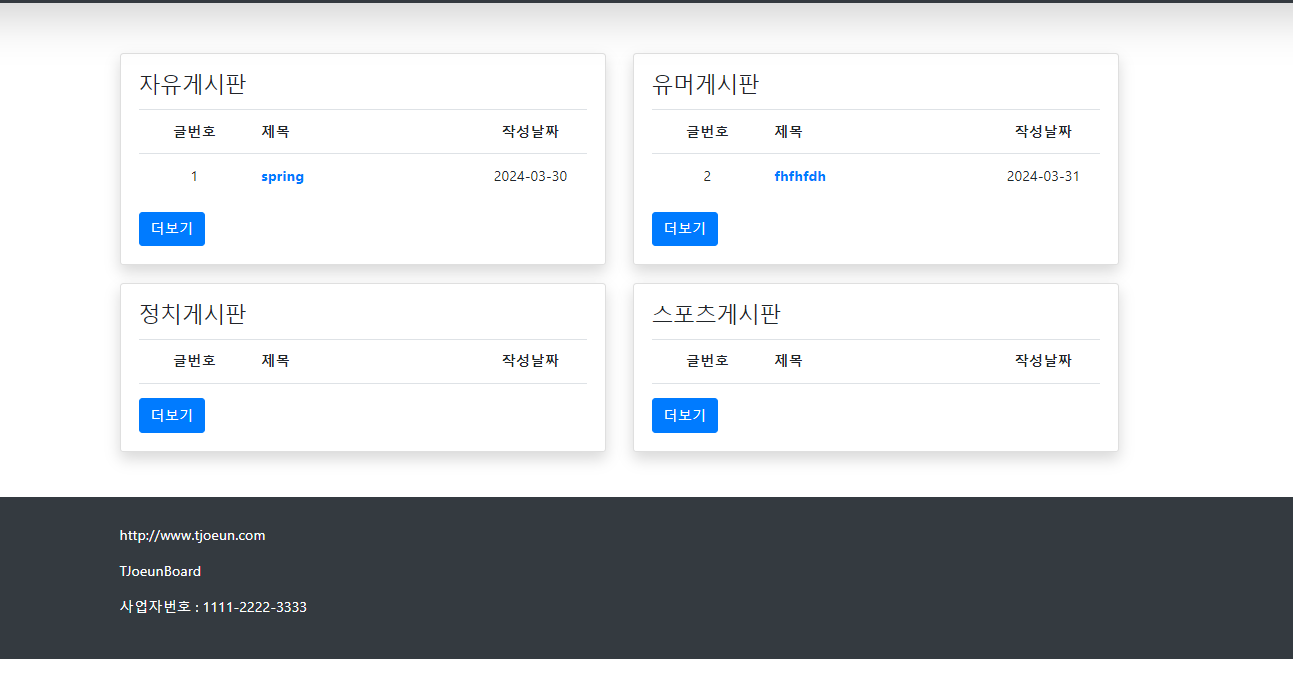 자유게시판
글번호 제목 작성날짜
1 spring 2024-03-30
더보기
유머게시판
글번호 제목 작성날짜
2 fhfhfdh 2024-03-31
더보기
정치게시판
글번호 제목 작성날짜
더보기
스포츠게시판
글번호 제목 작성날짜
더보기
http://www.tjoeun.com
TJoeunBoard
사업자번호 : 1111-2222-3333